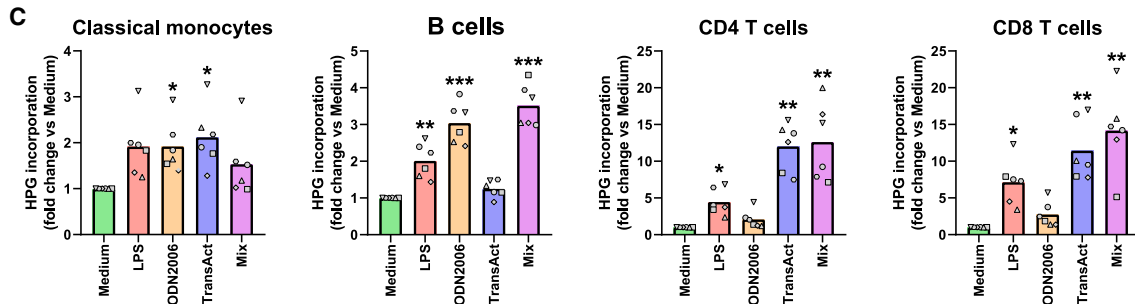 C
Classical monocytes
HPG incorporation
(fold change vs Medium)
4
3
2
1
0
Medium
LPS
ODN2006
TransAct
Mix
*
*
B cells
HPG incorporation
(fold change vs Medium)
5
4
3
2
1
0
Medium
LPS
ODN2006
TransAct
Mix
**
***
***
CD4 T cells
HPG incorporation
(fold change vs Medium)
25
20
15
10
5
0
Medium
LPS
ODN2006
TransAct
Mix
*
**
**
CD8 T cells
HPG incorporation
(fold change vs Medium)
25
20
15
10
5
0
Medium
LPS
ODN2006
TransAct
Mix
*
**
**